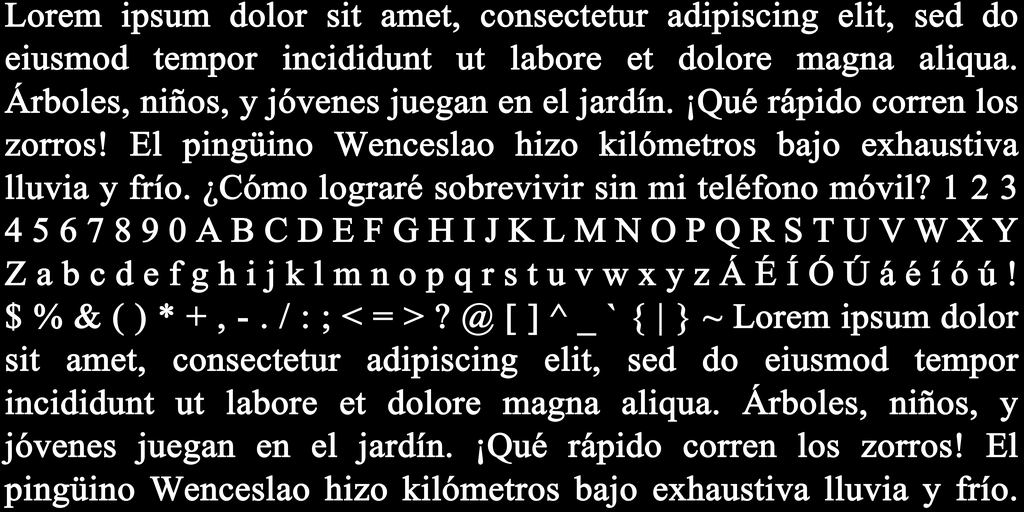 Lorem ipsum dolor sit amet, consectetur adipiscing elit, sed do
eiusmod tempor incididunt ut labore et dolore magna aliqua.
Árboles, niños, y jóvenes juegan en el jardín. ¡Qué rápido corren los
zorros! El pingüino Wenceslao hizo kilómetros bajo exhaustiva
lluvia y frío. ¿Cómo lograré sobrevivir sin mi teléfono móvil? 1 2 3
4 5 6 7 8 9 0 A B C D E F G H I J K L M N O P Q R S T U V W X Y
Z a b c d e f g h i j k l m n o p q r s t u v w x y z Á É Í Ó Ú á é í ó ú !
$ % & ( ) * + , - . / : ; < = > ? @ [ ] ^ _ ` { | } ~ Lorem ipsum dolor
sit amet, consectetur adipiscing elit, sed do eiusmod tempor
incididunt ut labore et dolore magna aliqua. Árboles, niños, y
jóvenes juegan en el jardín. ¡Qué rápido corren los zorros! El
pingüino Wenceslao hizo kilómetros bajo exhaustiva lluvia y frío.